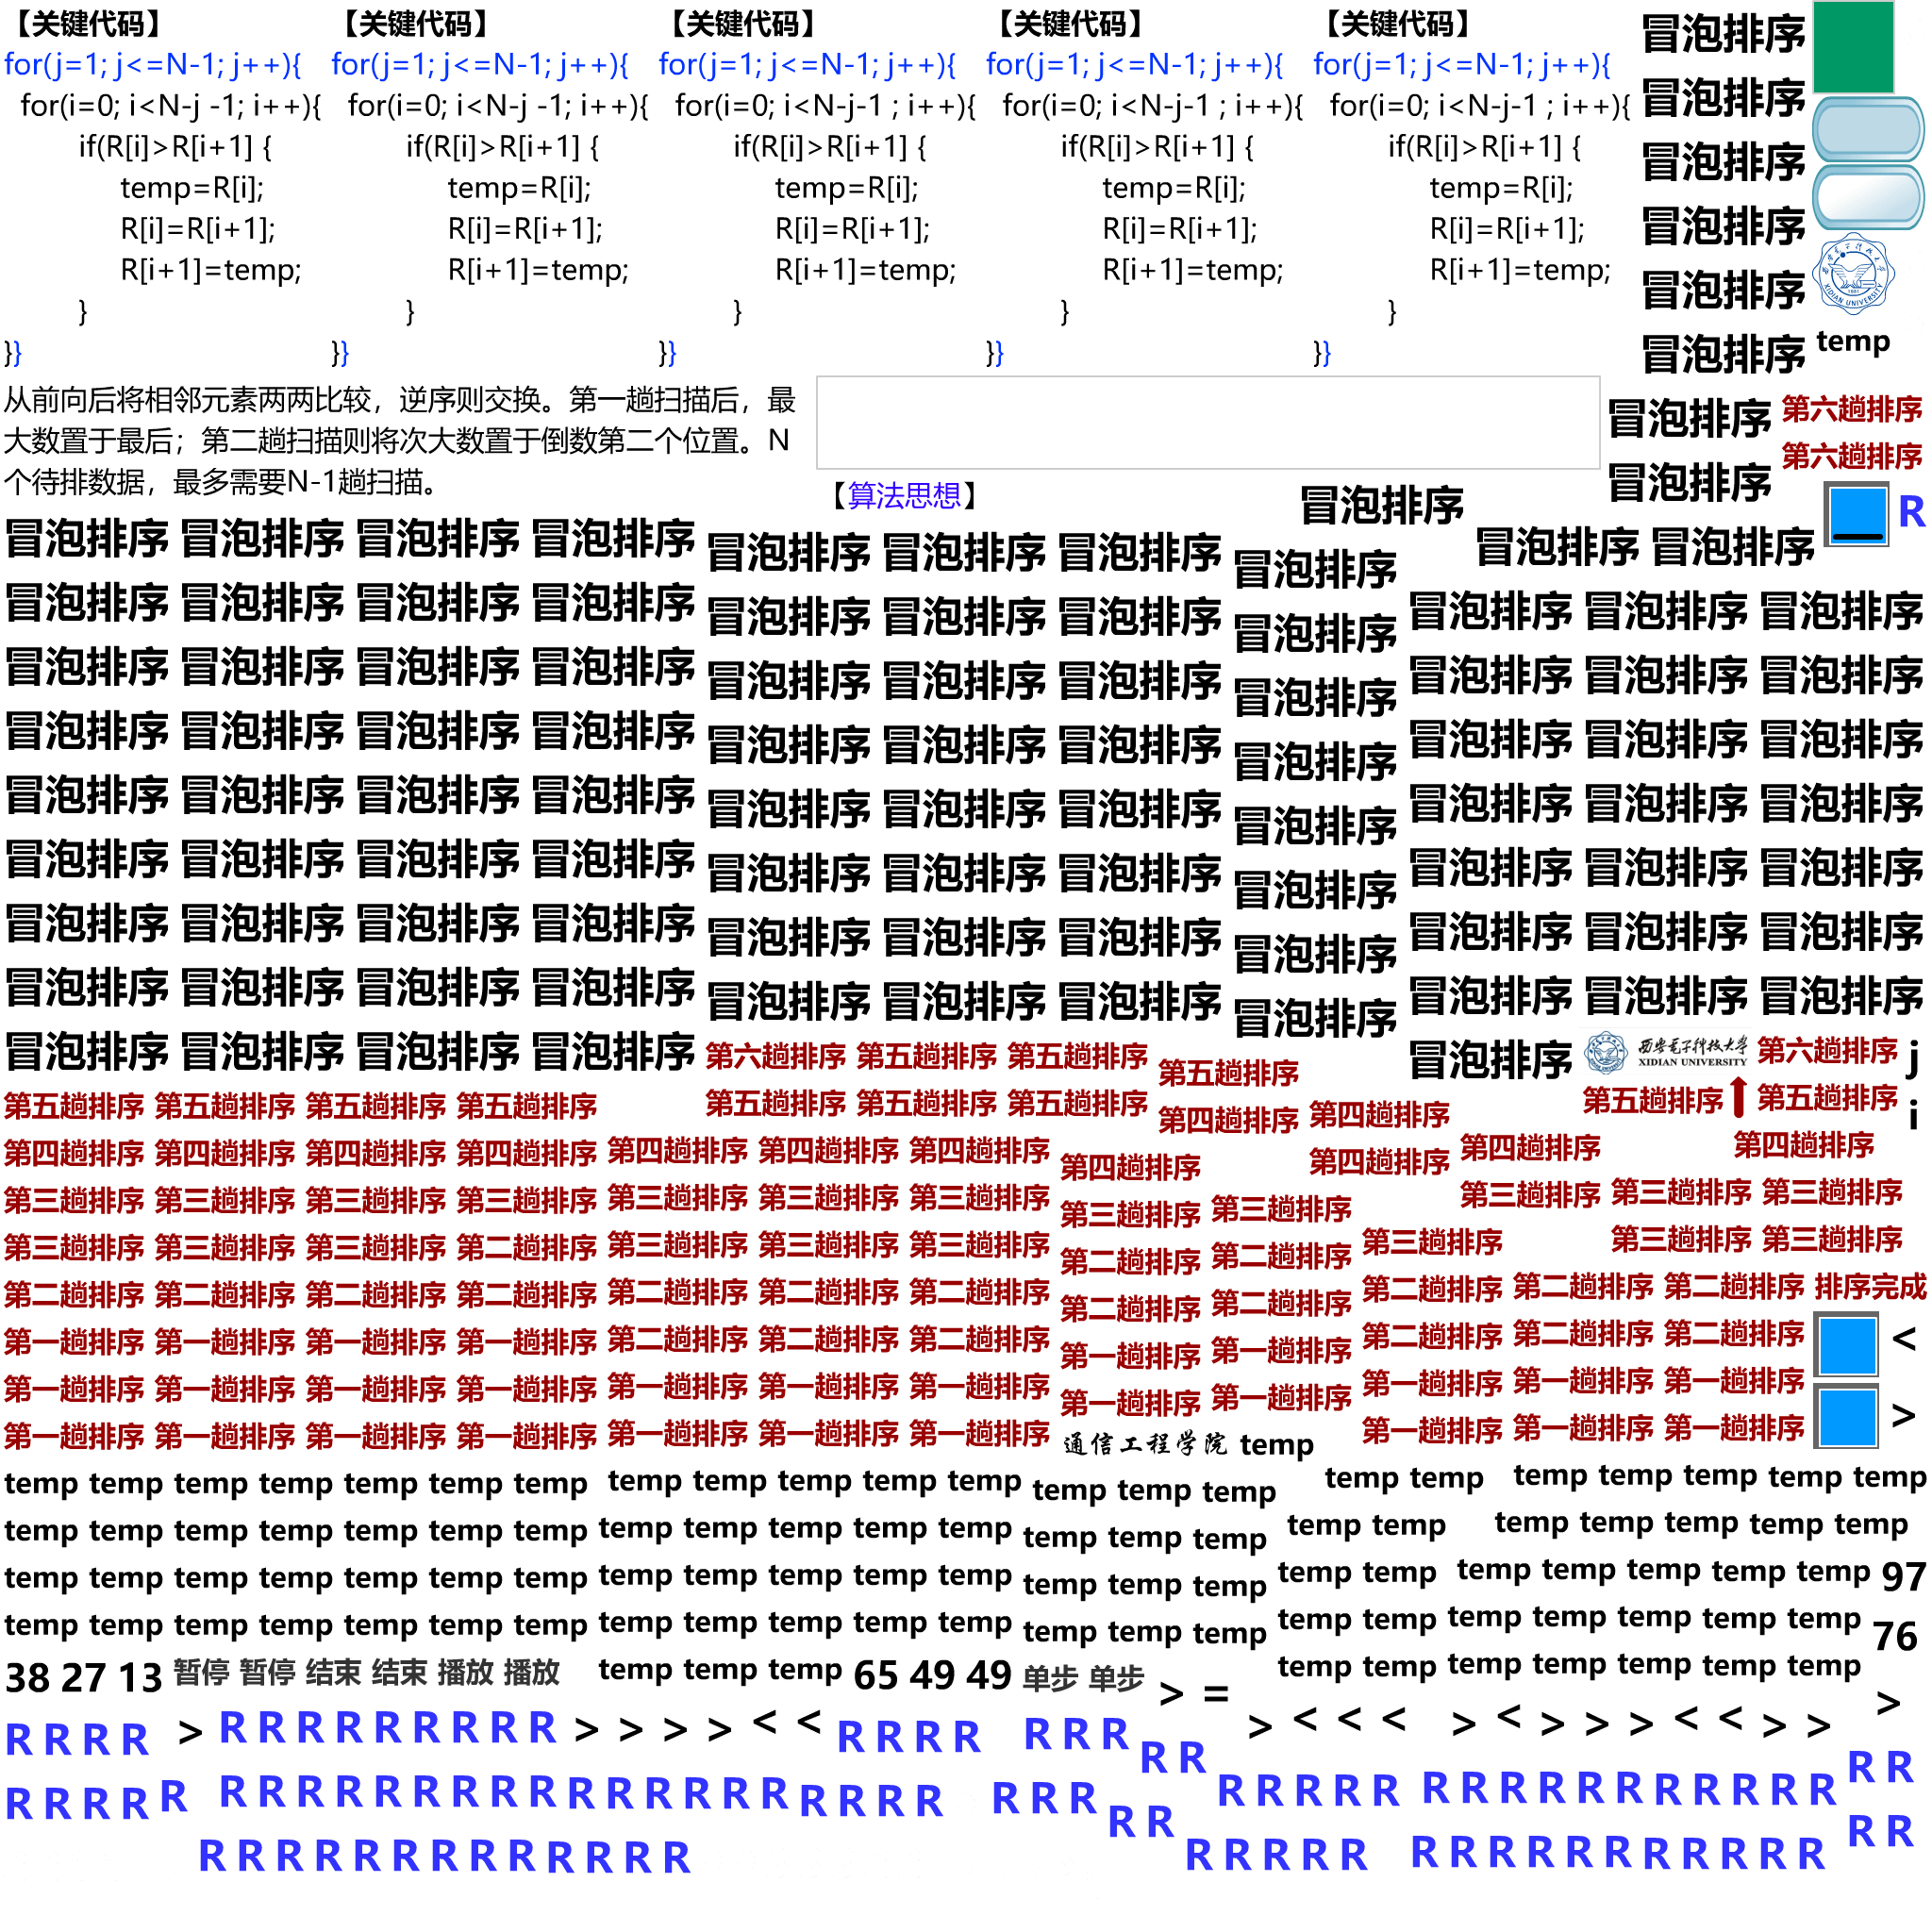 【关键代码】
for(j=1; j<=N-1; j++){
for(i=0; i<N-j -1; i++){
if(R[i]>R[i+1] {
temp=R[i];
R[i]=R[i+1];
R[i+1]=temp;
}
}}
【关键代码】
for(j=1; j<=N-1; j++){
for(i=0; i<N-j -1; i++){
if(R[i]>R[i+1] {
temp=R[i];
R[i]=R[i+1];
R[i+1]=temp;
}
}}
【关键代码】
for(j=1; j<=N-1; j++){
for(i=0; i<N-j-1 ; i++){
if(R[i]>R[i+1] {
temp=R[i];
R[i]=R[i+1];
R[i+1]=temp;
}
}}
【关键代码】
for(j=1; j<=N-1; j++){
for(i=0; i<N-j-1 ; i++){
if(R[i]>R[i+1] {
temp=R[i];
R[i]=R[i+1];
R[i+1]=temp;
}
}}
【关键代码】
for(j=1; j<=N-1; j++){
for(i=0; i<N-j-1 ; i++){
if(R[i]>R[i+1] {
temp=R[i];
R[i]=R[i+1];
R[i+1]=temp;
}
}}
冒泡排序
冒泡排序
冒泡排序
冒泡排序
冒泡排序
XIDIAN UNIVERSITY
冒泡排序 temp
从前向后将相邻元素两两比较，逆序则交换。第一趟扫描后，最
大数置于最后；第二趟扫描则将次大数置于倒数第二个位置。N
个待排数据，最多需要N-1趟扫描。
【算法思想】
冒泡排序 第六趟排序
冒泡排序 第六趟排序
冒泡排序 R
冒泡排序 冒泡排序
冒泡排序 冒泡排序 冒泡排序 冒泡排序 冒泡排序 冒泡排序 冒泡排序 冒泡排序
冒泡排序 冒泡排序 冒泡排序 冒泡排序 冒泡排序 冒泡排序 冒泡排序 冒泡排序 冒泡排序 冒泡排序 冒泡排序
冒泡排序 冒泡排序 冒泡排序 冒泡排序 冒泡排序 冒泡排序 冒泡排序 冒泡排序 冒泡排序 冒泡排序 冒泡排序
冒泡排序 冒泡排序 冒泡排序 冒泡排序 冒泡排序 冒泡排序 冒泡排序 冒泡排序 冒泡排序 冒泡排序 冒泡排序
冒泡排序 冒泡排序 冒泡排序 冒泡排序 冒泡排序 冒泡排序 冒泡排序 冒泡排序 冒泡排序 冒泡排序 冒泡排序
冒泡排序 冒泡排序 冒泡排序 冒泡排序 冒泡排序 冒泡排序 冒泡排序 冒泡排序 冒泡排序 冒泡排序 冒泡排序
冒泡排序 冒泡排序 冒泡排序 冒泡排序 冒泡排序 冒泡排序 冒泡排序 冒泡排序 冒泡排序 冒泡排序 冒泡排序
冒泡排序 冒泡排序 冒泡排序 冒泡排序 冒泡排序 冒泡排序 冒泡排序 冒泡排序 冒泡排序 冒泡排序 冒泡排序
冒泡排序 冒泡排序 冒泡排序 冒泡排序 第六趟排序 第五趟排序 第五趟排序 第五趟排序 冒泡排序 西安电子科技大学 XIDIAN UNIVERSITY 第六趟排序 j
第五趟排序 第五趟排序 第五趟排序 第五趟排序 第五趟排序 第五趟排序 第五趟排序 第四趟排序 第四趟排序 第五趟排序 第五趟排序 i
第四趟排序 第四趟排序 第四趟排序 第四趟排序 第四趟排序 第四趟排序 第四趟排序 第四趟排序 第四趟排序 第四趟排序 第四趟排序
第三趟排序 第三趟排序 第三趟排序 第三趟排序 第三趟排序 第三趟排序 第三趟排序 第三趟排序 第三趟排序 第三趟排序 第三趟排序 第三趟排序
第三趟排序 第三趟排序 第三趟排序 第二趟排序 第三趟排序 第三趟排序 第三趟排序 第二趟排序 第二趟排序 第三趟排序 第三趟排序 第三趟排序
第二趟排序 第二趟排序 第二趟排序 第二趟排序 第二趟排序 第二趟排序 第二趟排序 第二趟排序 第二趟排序 第二趟排序 第二趟排序 第二趟排序 排序完成
第一趟排序 第一趟排序 第一趟排序 第一趟排序 第二趟排序 第二趟排序 第二趟排序 第一趟排序 第一趟排序 第二趟排序 第二趟排序 第二趟排序 <
第一趟排序 第一趟排序 第一趟排序 第一趟排序 第一趟排序 第一趟排序 第一趟排序 第一趟排序 第一趟排序 第一趟排序 第一趟排序 第一趟排序 >
第一趟排序 第一趟排序 第一趟排序 第一趟排序 第一趟排序 第一趟排序 第一趟排序 通信工程学院 temp 第一趟排序 第一趟排序 第一趟排序
temp temp temp temp temp temp temp temp temp temp temp temp temp temp temp temp temp temp temp temp temp temp
temp temp temp temp temp temp temp temp temp temp temp temp temp temp temp temp temp temp temp temp temp temp
temp temp temp temp temp temp temp temp temp temp temp temp temp temp temp temp temp temp temp temp temp temp 97
temp temp temp temp temp temp temp temp temp temp temp temp temp temp temp temp temp temp temp temp temp temp 76
38 27 13 暂停 暂停 结束 结束 播放 播放 temp temp temp 65 49 49 单步 单步 > = temp temp temp temp temp temp temp
R R R R > R R R R R R R R R > > > > < < R R R R R R R R R > < < < > < > > > < < > > >
R R R R R R R R R R R R R R R R R R R R R R R R R R R R R R R R R R R R R R R R R R R R R R R
R R R R R R R R R R R R R R R R R R R R R R R R R R R R R R R